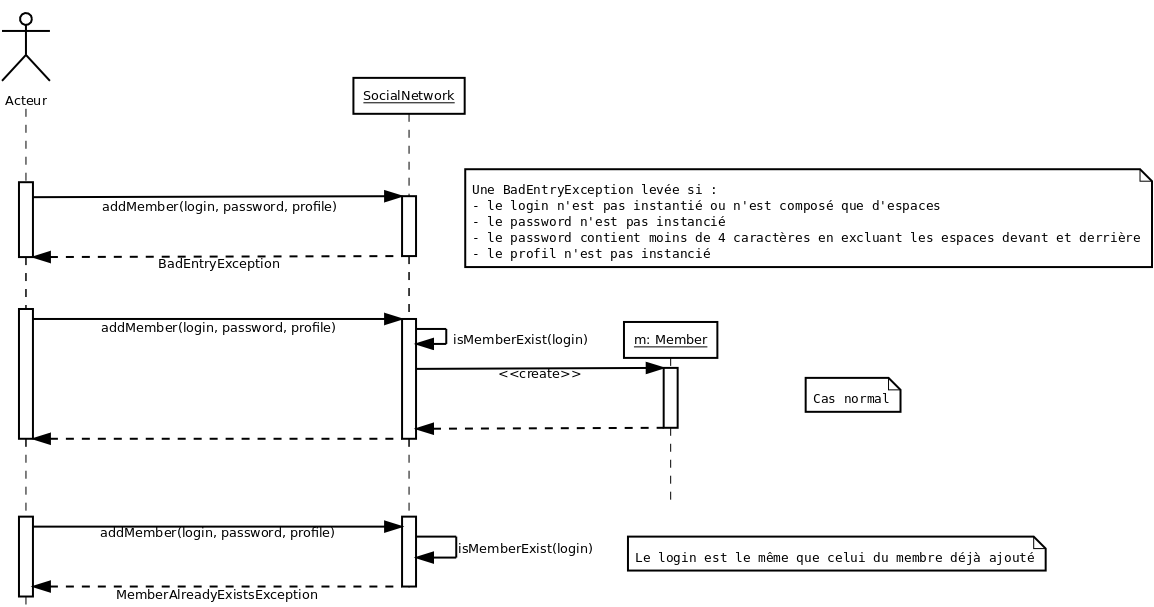 Acteur
SocialNetwork
addMember(login, password, profile)
Une BadEntryException levée si :
- le login n'est pas instantié ou n'est composé que d'espaces
- le password n'est pas instancié
- le password contient moins de 4 caractères en excluant les espaces devant et derrière
- le profil n'est pas instancié
BadEntryException
addMember(login, password, profile)
isMemberExist(login)
m: Member
<<create>>
Cas normal
addMember(login, password, profile)
isMemberExist(login)
Le login est le même que celui du membre déjà ajouté
MemberAlreadyExistsException